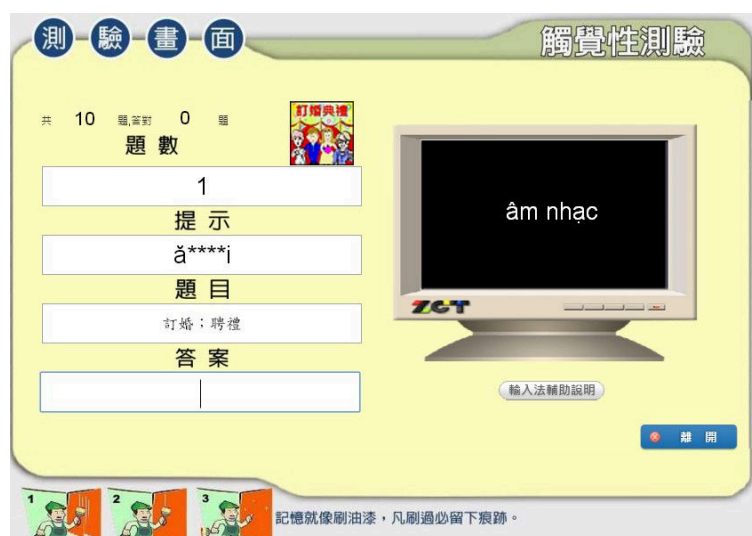 測驗畫面
觸覺性測驗
共 10 題,答對 0 題
訂婚典禮
題數
1
提示
ă****i
題目
訂婚；聘禮
答案
âm nhạc
ZCT
輸入法輔助說明
離開
1
2
3
記憶就像刷油漆，凡刷過必留下痕跡。